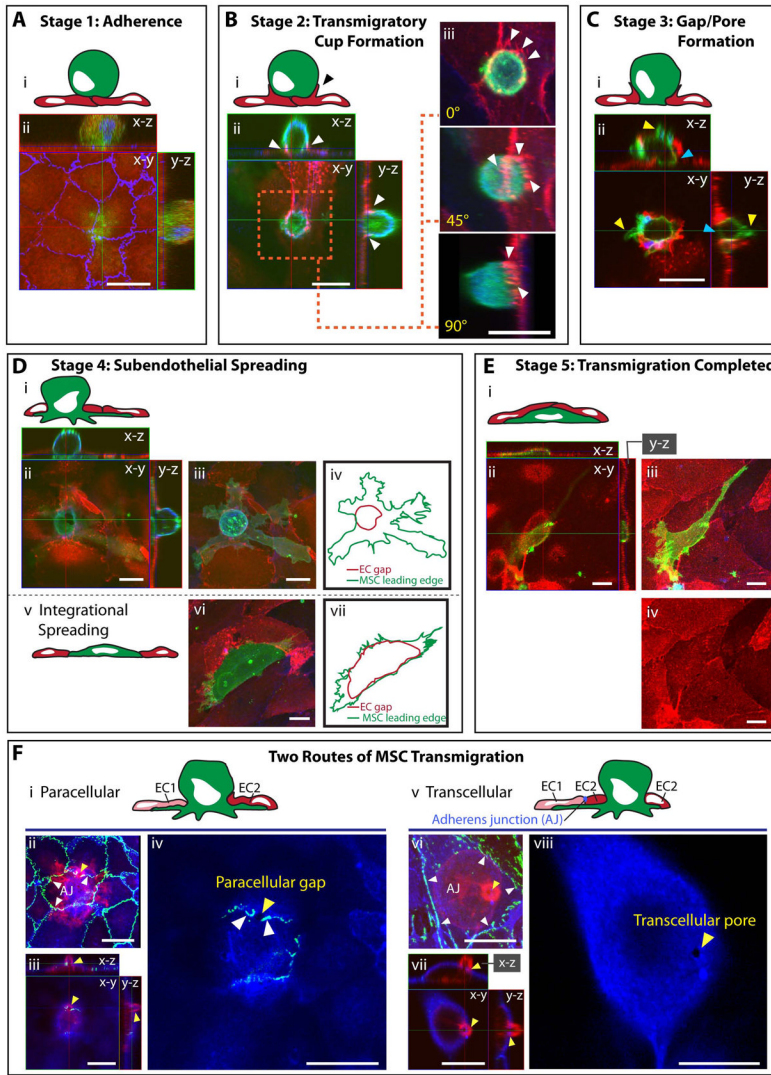 A Stage 1: Adherence
i
ii
x-z
x-y
y-z
B Stage 2: Transmigratory
Cup Formation
i
ii
x-z
x-y
y-z
iii
0°
45°
90°
C Stage 3: Gap/Pore
Formation
i
ii
x-z
x-y
y-z
D Stage 4: Subendothelial Spreading
i
x-z
ii
x-y
y-z
iii
iv
EC gap
MSC leading edge
v Integrational
Spreading
vi
vii
EC gap
MSC leading edge
E Stage 5: Transmigration Completed
i
x-z
y-z
ii
x-y
iii
iv
F Two Routes of MSC Transmigration
i Paracellular
EC1
EC2
ii
AJ
iii
x-z
x-y
y-z
iv
Paracellular gap
v Transcellular
EC1
EC2
EC2
Adherens junction (AJ)
vi
AJ
vii
x-z
x-y
y-z
viii
Transcellular pore